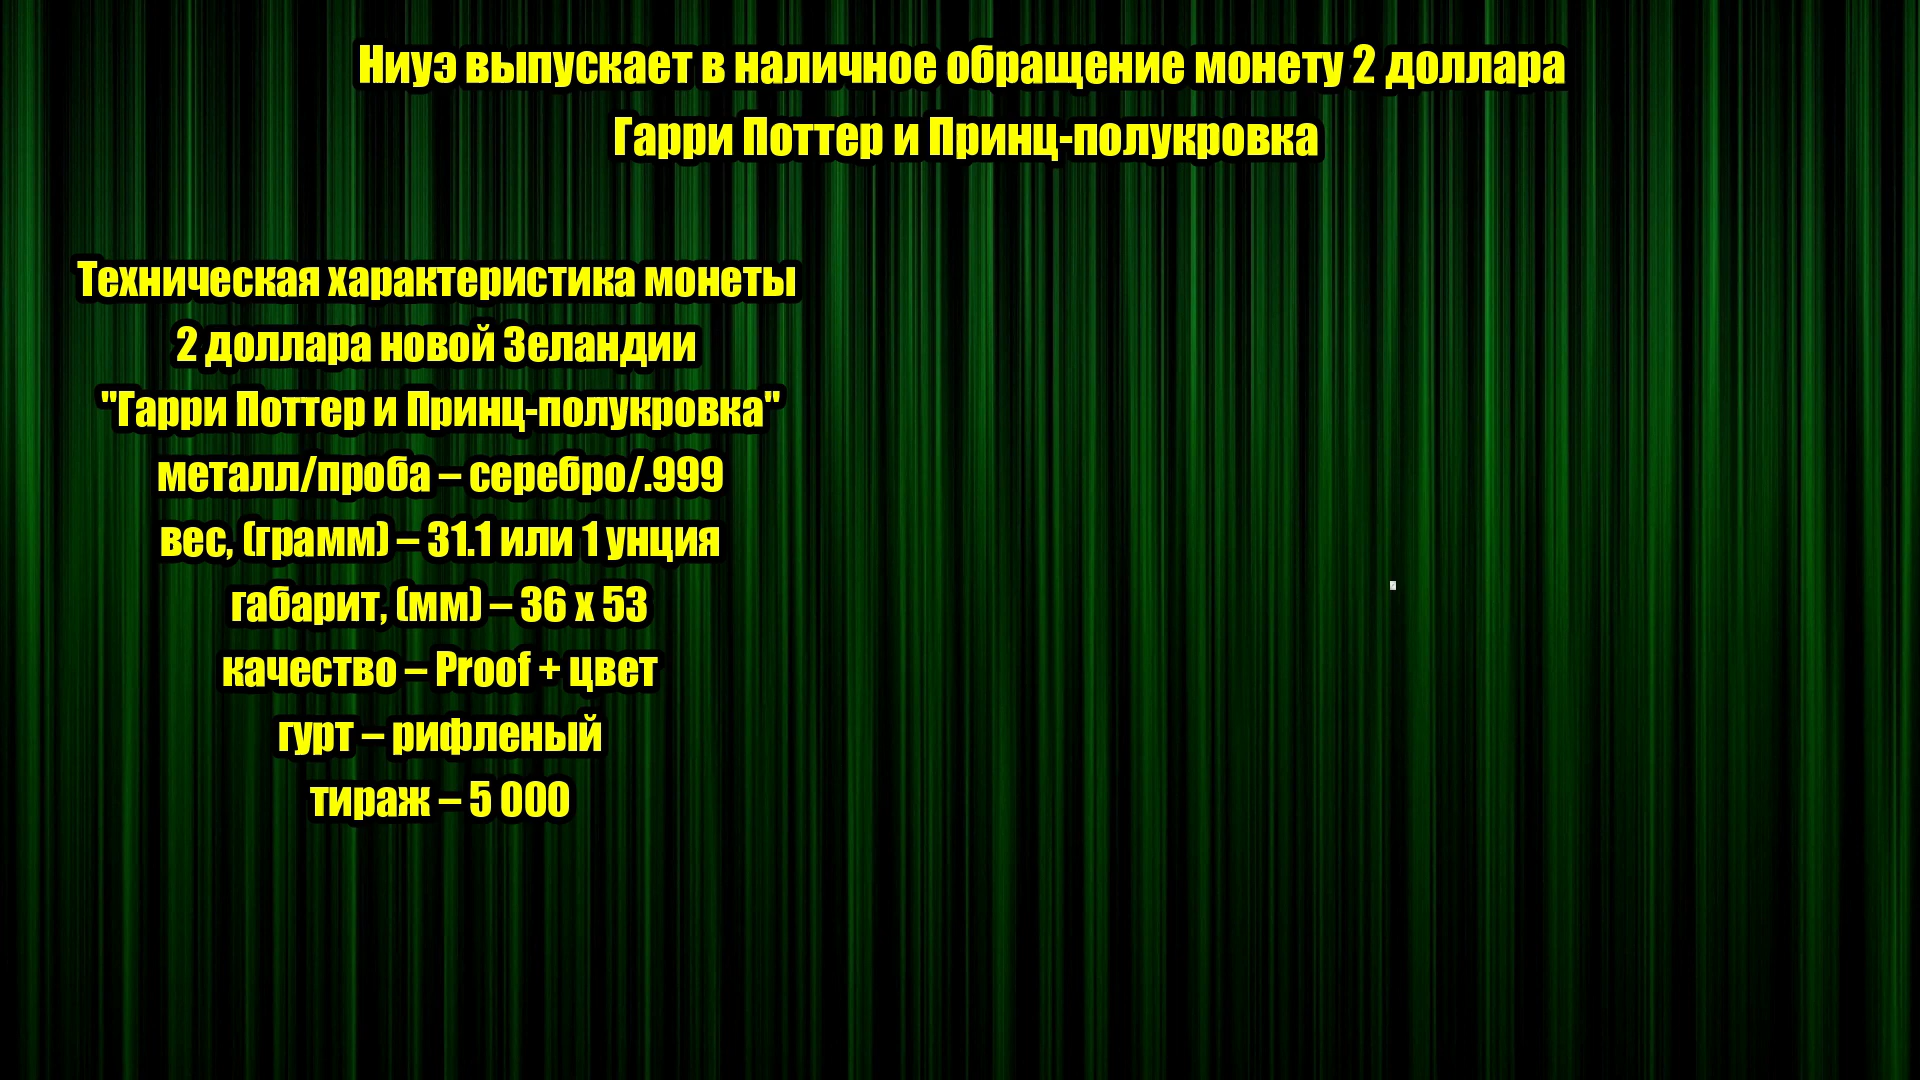 Ниуэ выпускает в наличное обращение монету 2 доллара
Гарри Поттер и Принц-полукровка
Техническая характеристика монеты
2 доллара новой Зеландии
"Гарри Поттер и Принц-полукровка"
металл/проба – серебро/.999
вес, (грамм) – 31.1 или 1 унция
габарит, (мм) – 36 х 53
качество – Proof + цвет
гурт – рифленый
тираж – 5 000